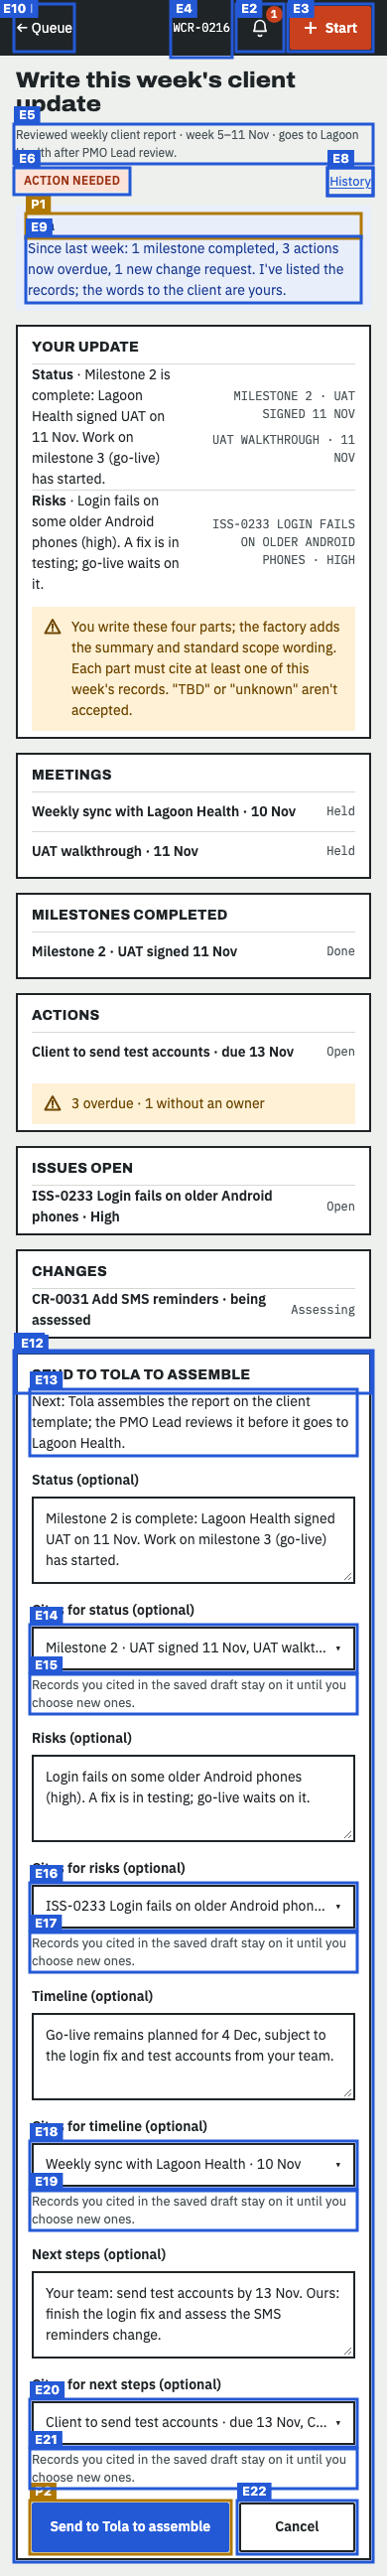 E10 E4 E2 E3
← Queue WCR-0216 1 + Start
Write this week's client
update
E5
Reviewed weekly client report · week 5–11 Nov · goes to Lagoon
Health after PMO Lead review.
E6 E8
ACTION NEEDED History
P1
E9
Since last week: 1 milestone completed, 3 actions
now overdue, 1 new change request. I've listed the
records; the words to the client are yours.
YOUR UPDATE
Status · Milestone 2 is
complete: Lagoon
Health signed UAT on
11 Nov. Work on
milestone 3 (go-live)
has started.
MILESTONE 2 · UAT
SIGNED 11 NOV
UAT WALKTHROUGH · 11
NOV
Risks · Login fails on
some older Android
phones (high). A fix is in
testing; go-live waits on
it.
ISS-0233 LOGIN FAILS
ON OLDER ANDROID
PHONES · HIGH
You write these four parts; the factory adds
the summary and standard scope wording.
Each part must cite at least one of this
week's records. "TBD" or "unknown" aren't
accepted.
MEETINGS
Weekly sync with Lagoon Health · 10 Nov Held
UAT walkthrough · 11 Nov Held
MILESTONES COMPLETED
Milestone 2 · UAT signed 11 Nov Done
ACTIONS
Client to send test accounts · due 13 Nov Open
3 overdue · 1 without an owner
ISSUES OPEN
ISS-0233 Login fails on older Android
phones · High
Open
CHANGES
CR-0031 Add SMS reminders · being
assessed
Assessing
E12
SEND TO TOLA TO ASSEMBLE
E13
Next: Tola assembles the report on the client
template; the PMO Lead reviews it before it goes to
Lagoon Health.
Status (optional)
Milestone 2 is complete: Lagoon Health signed
UAT on 11 Nov. Work on milestone 3 (go-live)
has started.
Cites for status (optional)
E14
Milestone 2 · UAT signed 11 Nov, UAT walkt...
E15
Records you cited in the saved draft stay on it until you
choose new ones.
Risks (optional)
Login fails on some older Android phones
(high). A fix is in testing; go-live waits on it.
Cites for risks (optional)
E16
ISS-0233 Login fails on older Android phon...
E17
Records you cited in the saved draft stay on it until you
choose new ones.
Timeline (optional)
Go-live remains planned for 4 Dec, subject to
the login fix and test accounts from your team.
Cites for timeline (optional)
E18
Weekly sync with Lagoon Health · 10 Nov
E19
Records you cited in the saved draft stay on it until you
choose new ones.
Next steps (optional)
Your team: send test accounts by 13 Nov. Ours:
finish the login fix and assess the SMS
reminders change.
Cites for next steps (optional)
E20
Client to send test accounts · due 13 Nov, C...
E21
Records you cited in the saved draft stay on it until you
choose new ones.
P2 E22
Send to Tola to assemble Cancel